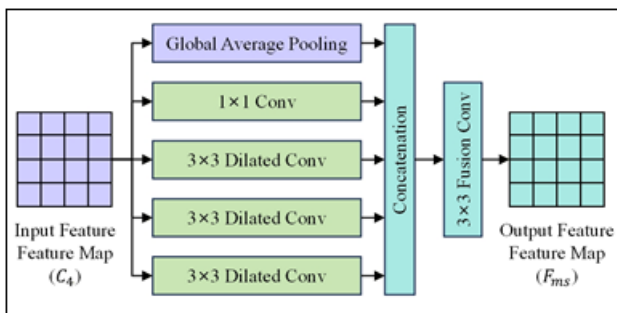 Global Average Pooling
1×1 Conv
3×3 Dilated Conv
3×3 Dilated Conv
3×3 Dilated Conv
Input Feature
Feature Map
(C₄)
Concatenation
3×3 Fusion Conv
Output Feature
Feature Map
(Fₘₛ)